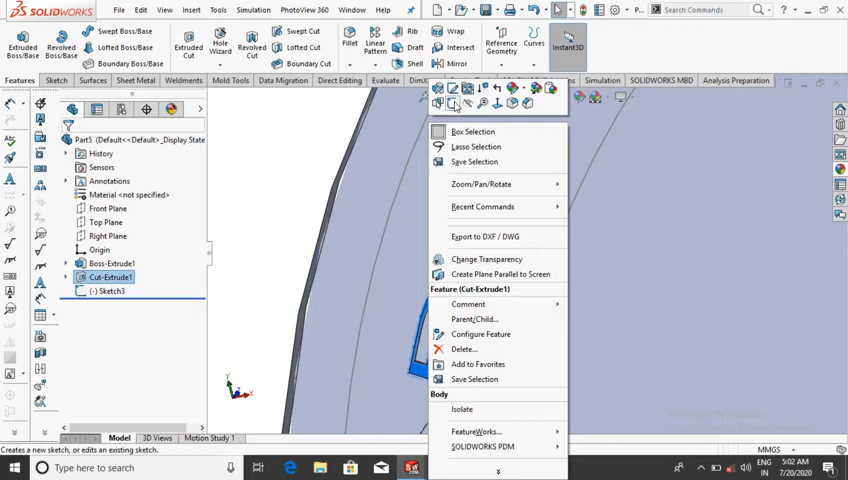 SOLIDWORKS
File Edit View Insert Tools Simulation PhotoView 360 Window Help
P... Search Commands
Extruded Boss/Base
Revolved Boss/Base
Swept Boss/Base
Lofted Boss/Base
Boundary Boss/Base
Extruded Cut
Hole Wizard
Revolved Cut
Swept Cut
Lofted Cut
Boundary Cut
Fillet
Linear Pattern
Rib
Draft
Shell
Wrap
Intersect
Mirror
Reference Geometry
Curves
Instant3D
Features Sketch Surfaces Sheet Metal Weldments Mold Tools Data Migration Direct Editing Evaluate DimX Simulation SOLIDWORKS MBD Analysis Preparation
Part5 (Default<<Default>_Display State
History
Sensors
Annotations
Material <not specified>
Front Plane
Top Plane
Right Plane
Origin
Boss-Extrude1
Cut-Extrude1
(-) Sketch3
Box Selection
Lasso Selection
Save Selection
Zoom/Pan/Rotate
Recent Commands
Export to DXF / DWG
Change Transparency
Create Plane Parallel to Screen
Feature (Cut-Extrude1)
Comment
Parent/Child...
Configure Feature
Delete...
Add to Favorites
Save Selection
Body
Isolate
FeatureWorks...
SOLIDWORKS PDM
Y
X
Model 3D Views Motion Study 1
Creates a new sketch, or edits an existing sketch.
MMGS
Type here to search
ENG
IN
5:02 AM
7/20/2020